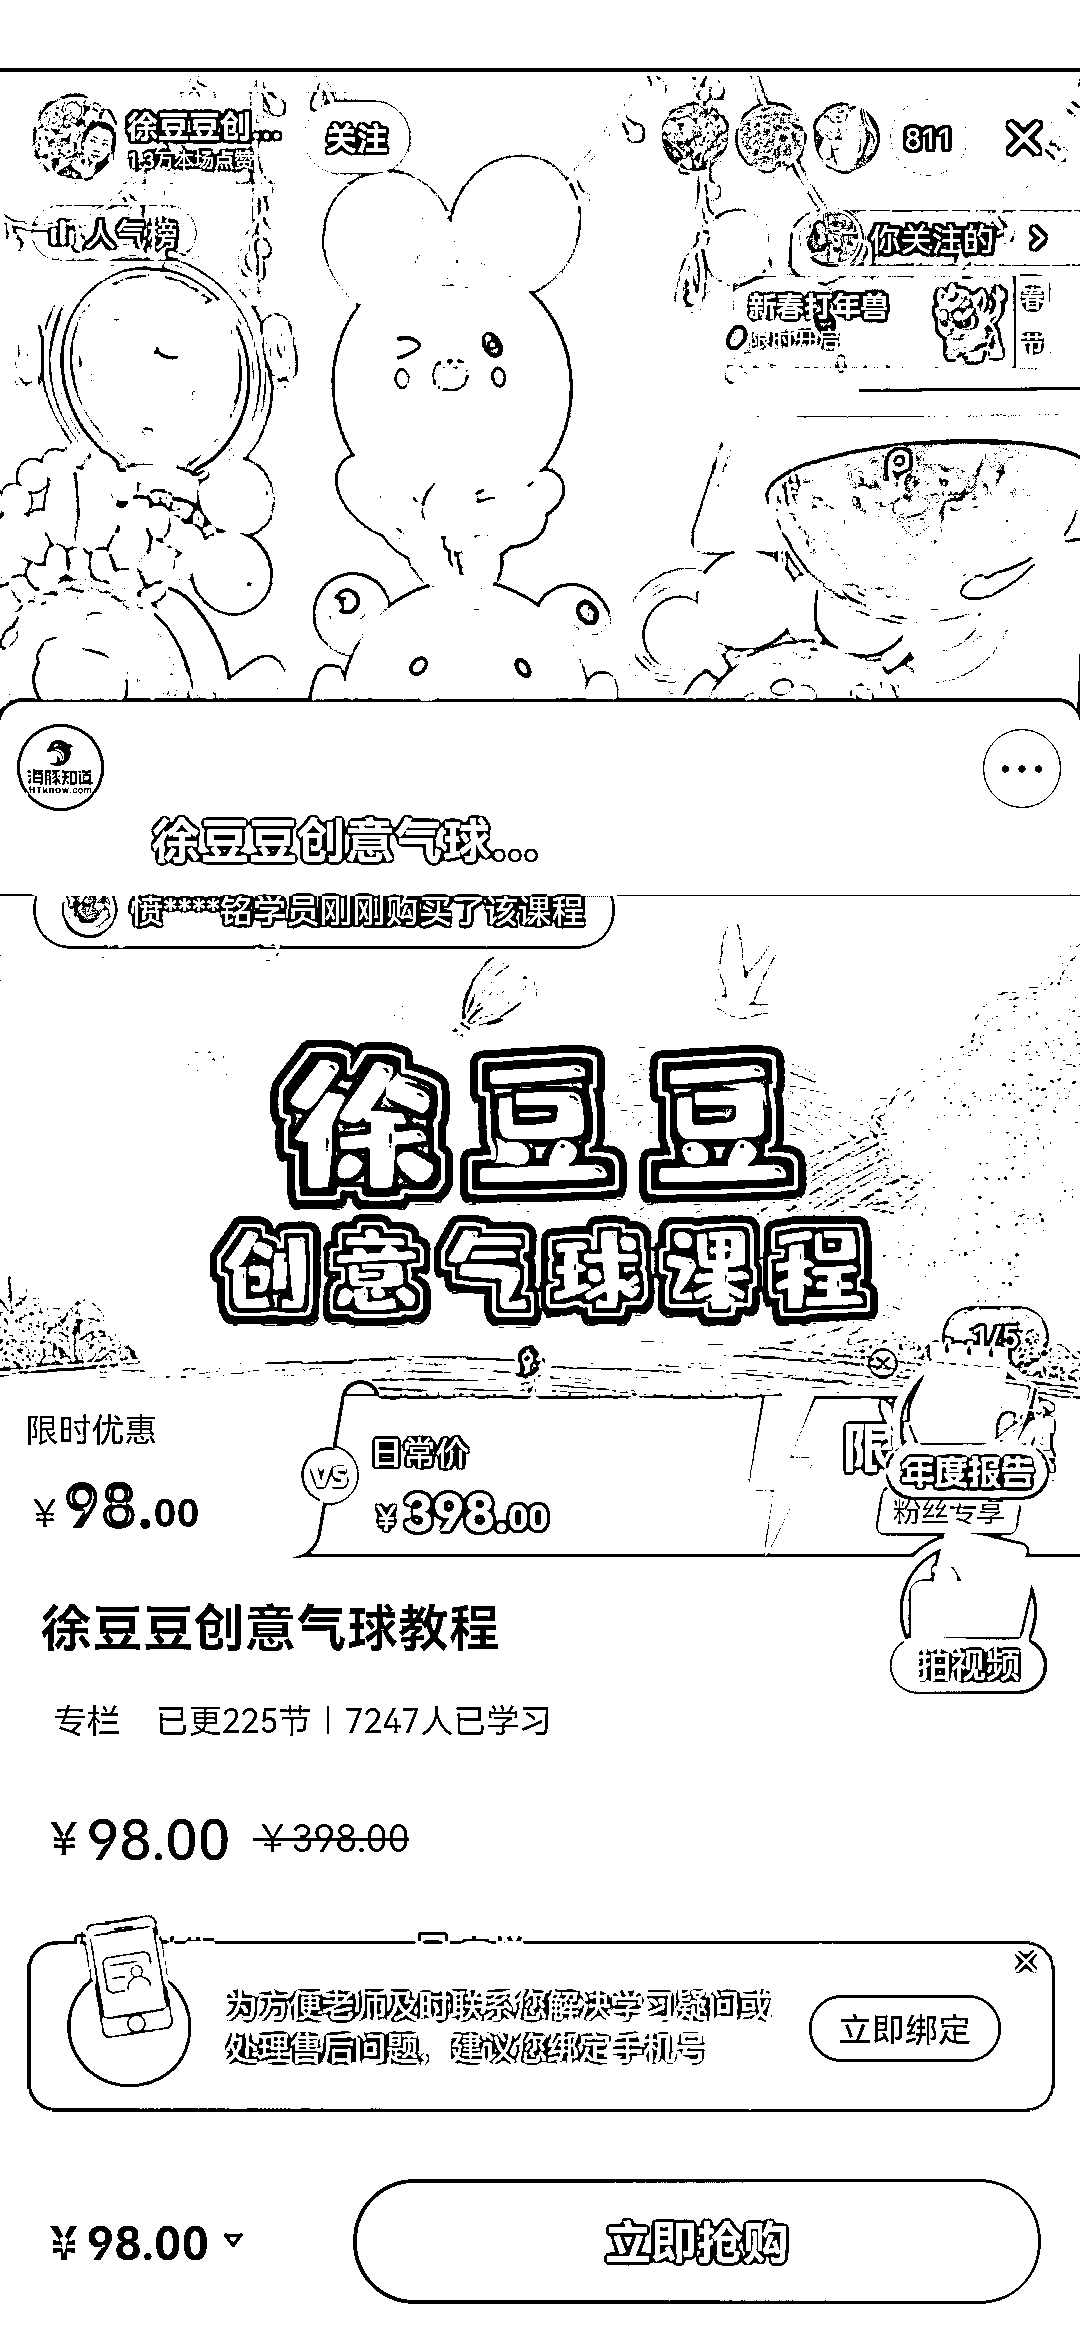 徐豆豆创...
关注
811
1.3万本场点赞
人气榜
你关注的
新春打年兽
限时开启
春
节
海豚知道
HTknow.com
徐豆豆创意气球...
愤****铭学员刚刚购买了该课程
徐豆豆
创意气球课程
1/5
限时优惠
¥98.00
VS
日常价
¥398.00
限
年度报告
粉丝专享
徐豆豆创意气球教程
拍视频
专栏 已更225节 | 7247人已学习
¥98.00 ¥398.00
为方便老师及时联系您解决学习疑问或
处理售后问题，建议您绑定手机号
立即绑定
¥98.00
立即抢购